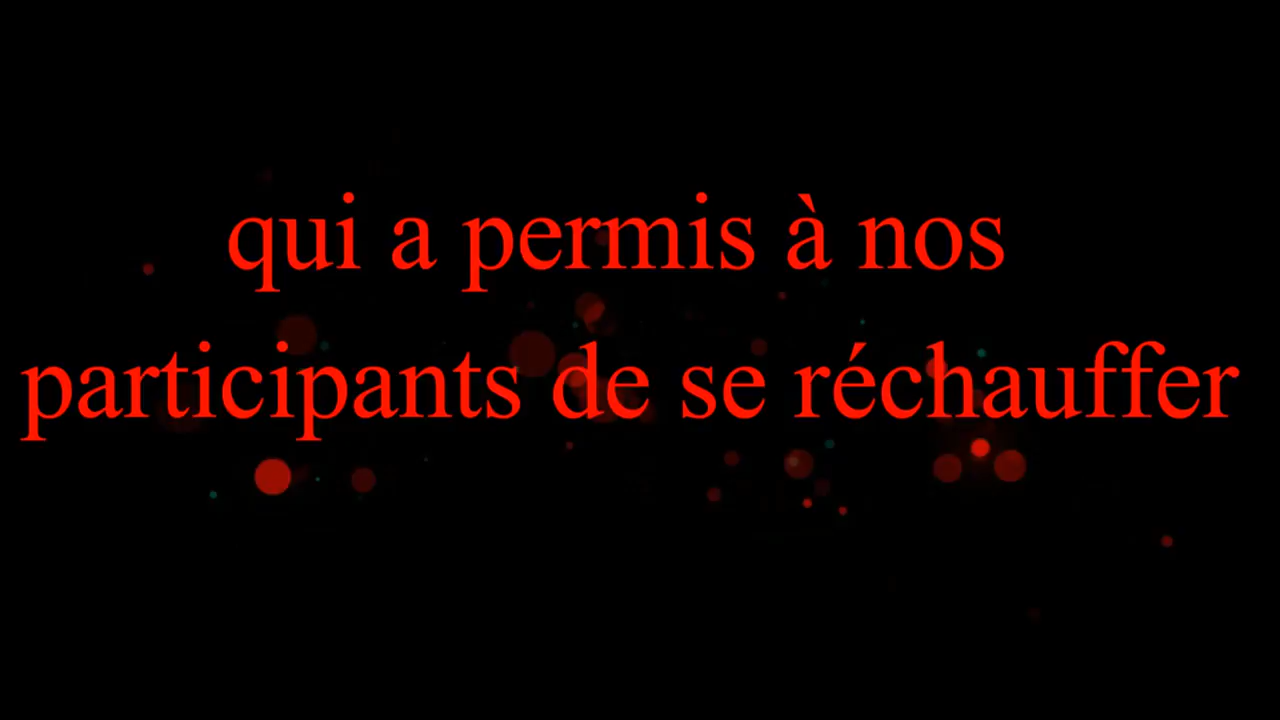 qui a permis à nos
participants de se réchauffer